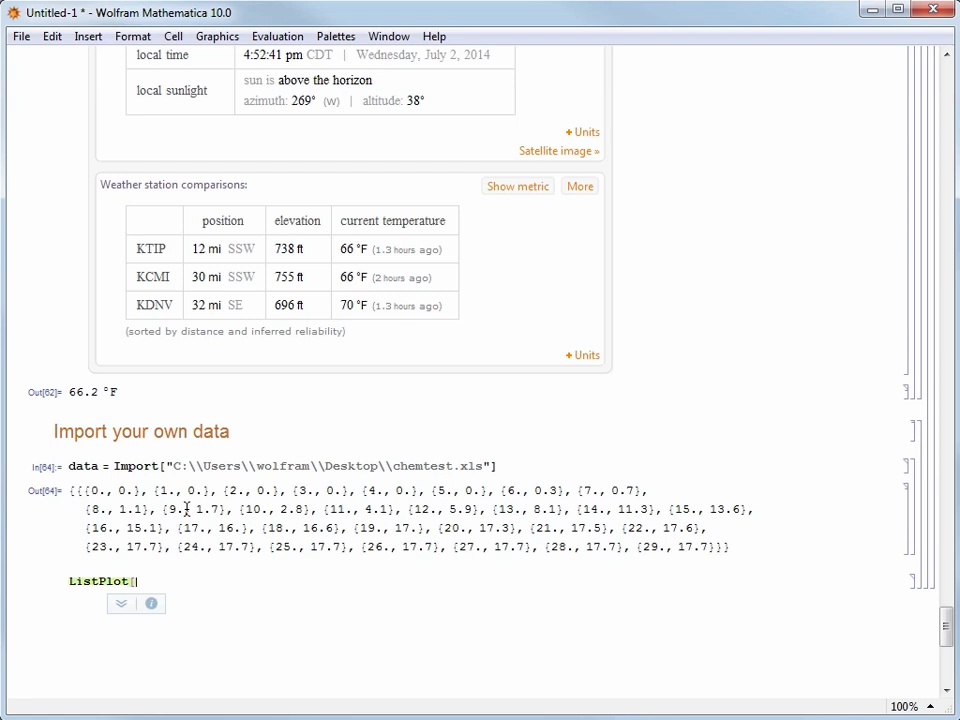 Untitled-1 * - Wolfram Mathematica 10.0
File Edit Insert Format Cell Graphics Evaluation Palettes Window Help
local time 4:52:41 pm CDT | Wednesday, July 2, 2014
local sunlight sun is above the horizon
azimuth: 269° (W) | altitude: 38°
+ Units
Satellite image »
Weather station comparisons: Show metric More
position elevation current temperature
KTIP 12 mi SSW 738 ft 66 °F (1.3 hours ago)
KCMI 30 mi SSW 755 ft 66 °F (2 hours ago)
KDNV 32 mi SE 696 ft 70 °F (1.3 hours ago)
(sorted by distance and inferred reliability)
+ Units
Out[62]= 66.2 °F
Import your own data
In[64]:= data = Import["C:\\Users\\wolfram\\Desktop\\chemtest.xls"]
Out[64]= {{{0., 0.}, {1., 0.}, {2., 0.}, {3., 0.}, {4., 0.}, {5., 0.}, {6., 0.3}, {7., 0.7},
{8., 1.1}, {9., 1.7}, {10., 2.8}, {11., 4.1}, {12., 5.9}, {13., 8.1}, {14., 11.3}, {15., 13.6},
{16., 15.1}, {17., 16.}, {18., 16.6}, {19., 17.}, {20., 17.3}, {21., 17.5}, {22., 17.6},
{23., 17.7}, {24., 17.7}, {25., 17.7}, {26., 17.7}, {27., 17.7}, {28., 17.7}, {29., 17.7}}}
ListPlot[
100%